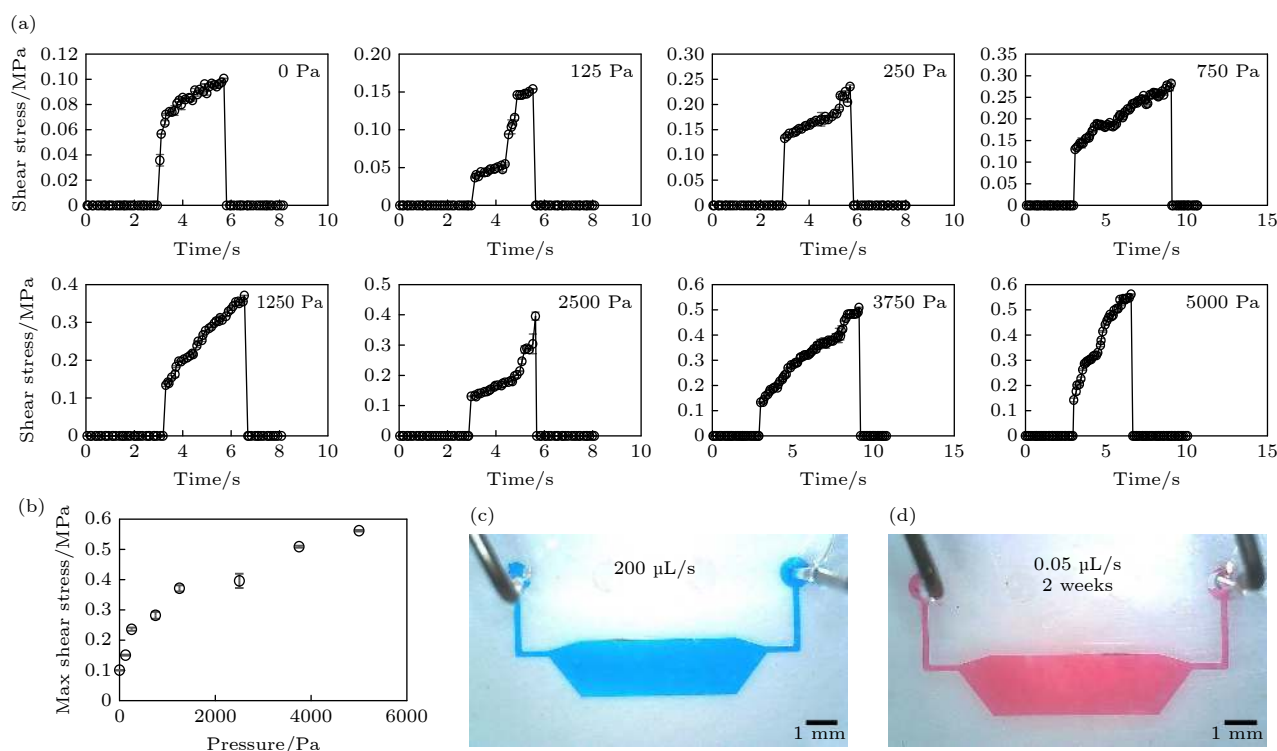 (a)
0.12
0.10
0.08
0.06
0.04
0.02
0
0 2 4 6 8 10
Shear stress/MPa
Time/s
0 Pa
0.20
0.15
0.10
0.05
0
0 2 4 6 8 10
Time/s
125 Pa
0.30
0.25
0.20
0.15
0.10
0.05
0
0 2 4 6 8 10
Time/s
250 Pa
0.35
0.30
0.25
0.20
0.15
0.10
0.05
0
0 5 10 15
Time/s
750 Pa
0.4
0.3
0.2
0.1
0
0 2 4 6 8 10
Shear stress/MPa
Time/s
1250 Pa
0.5
0.4
0.3
0.2
0.1
0
0 2 4 6 8 10
Time/s
2500 Pa
0.6
0.5
0.4
0.3
0.2
0.1
0
0 5 10 15
Time/s
3750 Pa
0.6
0.5
0.4
0.3
0.2
0.1
0
0 5 10 15
Time/s
5000 Pa
(b)
0.6
0.5
0.4
0.3
0.2
0.1
0
0 2000 4000 6000
Max shear stress/MPa
Pressure/Pa
(c)
200 µL/s
1 mm
(d)
0.05 µL/s
2 weeks
1 mm